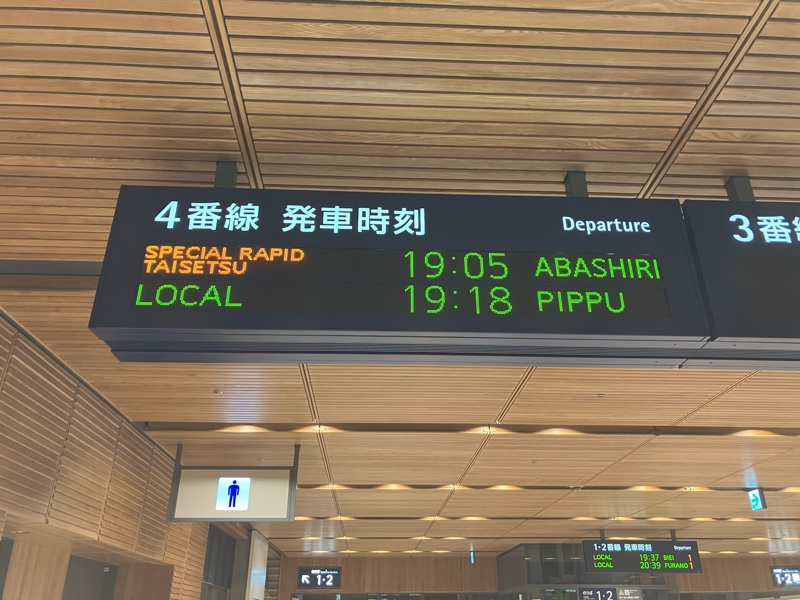 4番線 発車時刻 Departure
SPECIAL RAPID
TAISETSU
19:05 ABASHIRI
LOCAL 19:18 PIPPU
3番
1・2番線 発車時刻 Departure
LOCAL 19:37 BIEI 1
LOCAL 20:39 FURANO 1
1・2
1・2
1・2